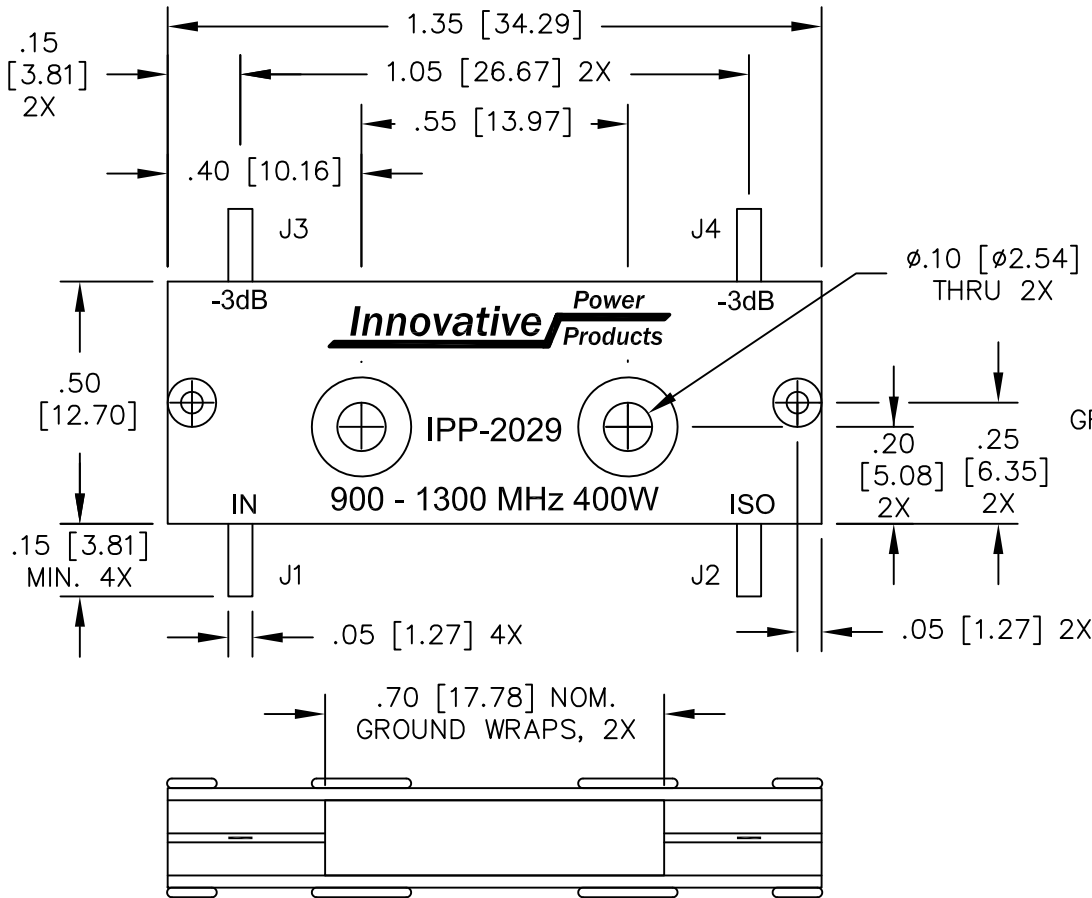 1.35 [34.29]
.15
[3.81]
2X
1.05 [26.67] 2X
.55 [13.97]
.40 [10.16]
J3
J4
ø.10 [ø2.54]
THRU 2X
-3dB
-3dB
Innovative Power
Products
.50
[12.70]
IPP-2029
GR
.20
[5.08]
2X
.25
[6.35]
2X
IN
900 - 1300 MHz 400W
ISO
.15 [3.81]
MIN. 4X
J1
J2
.05 [1.27] 4X
.05 [1.27] 2X
.70 [17.78] NOM.
GROUND WRAPS, 2X